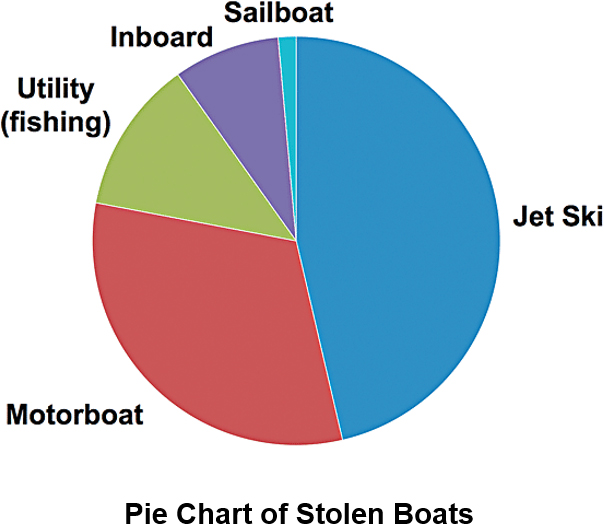 Sailboat
Inboard
Utility
(fishing)
Jet Ski
Motorboat
Pie Chart of Stolen Boats